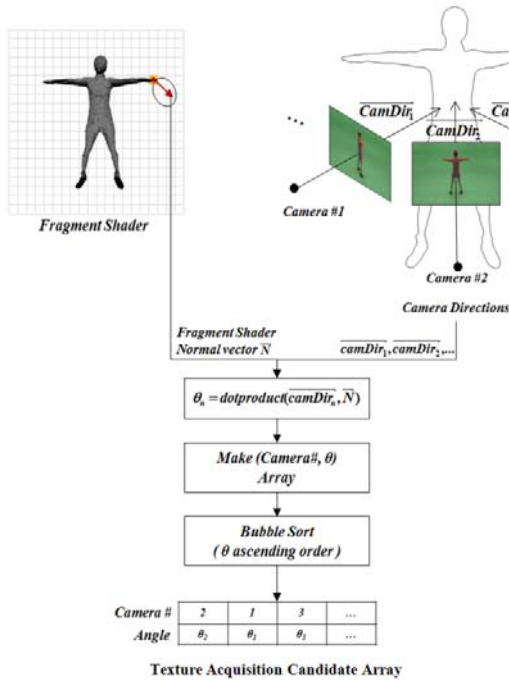 Fragment Shader
CamDir₁
CamDir₂
Camera #1
Camera #2
Camera Directions
Fragment Shader
Normal vector N
camDir₁, camDir₂, ...
θₙ = dotproduct(camDirₙ, N)
Make (Camera#, θ)
Array
Bubble Sort
( θ ascending order )
Camera # 2 1 3 ...
Angle θ₂ θ₁ θ₃ ...
Texture Acquisition Candidate Array